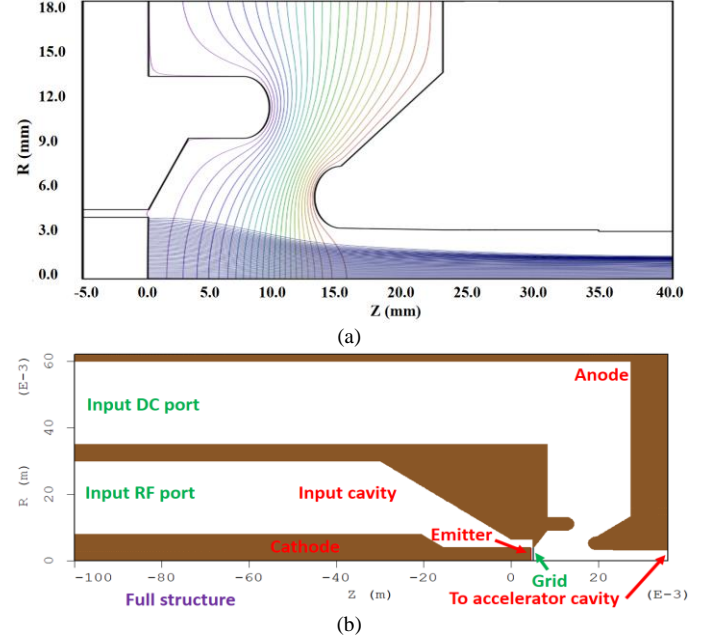 18.0
15.0
12.0
9.0
6.0
3.0
0.0
R (mm)
-5.0 0.0 5.0 10.0 15.0 20.0 25.0 30.0 35.0 40.0
Z (mm)
(a)
60
40
20
0
(E-3)
R (m)
Anode
Input DC port
Input RF port
Input cavity
Emitter
Cathode
-100 -80 -60 -40 -20 0 20
Grid
Full structure
Z (m)
To accelerator cavity
(E-3)
(b)